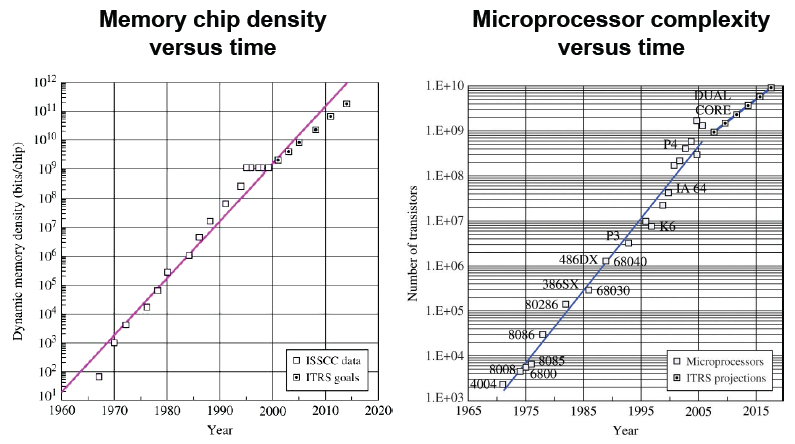 Memory chip density
versus time
Microprocessor complexity
versus time
Dynamic memory density (bits/chip)
10^12
10^11
10^10
10^9
10^8
10^7
10^6
10^5
10^4
10^3
10^2
10^1
ISSCC data
ITRS goals
1960 1970 1980 1990 2000 2010 2020
Year
Number of transistors
1.E+10
1.E+09
1.E+08
1.E+07
1.E+06
1.E+05
1.E+04
1.E+03
DUAL
CORE
P4
IA 64
K6
P3
486DX 68040
386SX 68030
80286
8086
8085
8008 6800
4004
Microprocessors
ITRS projections
1965 1975 1985 1995 2005 2015
Year